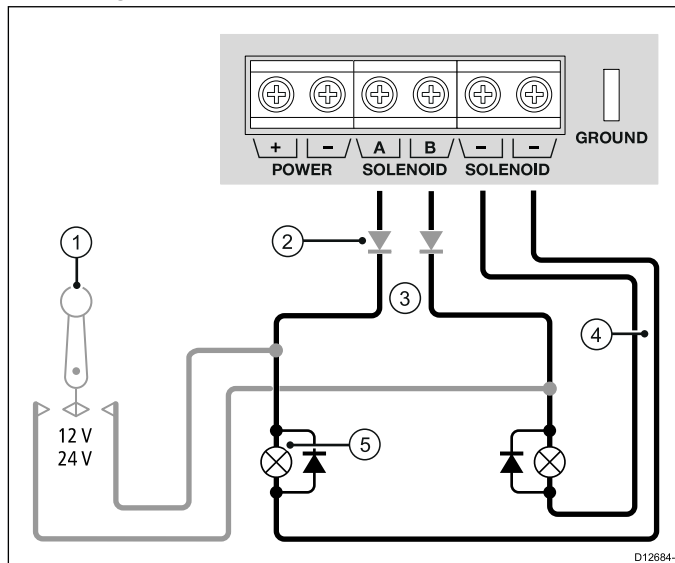 + − A B − −
POWER SOLENOID SOLENOID
GROUND
1
2
3
4
5
12 V
24 V
D12684-